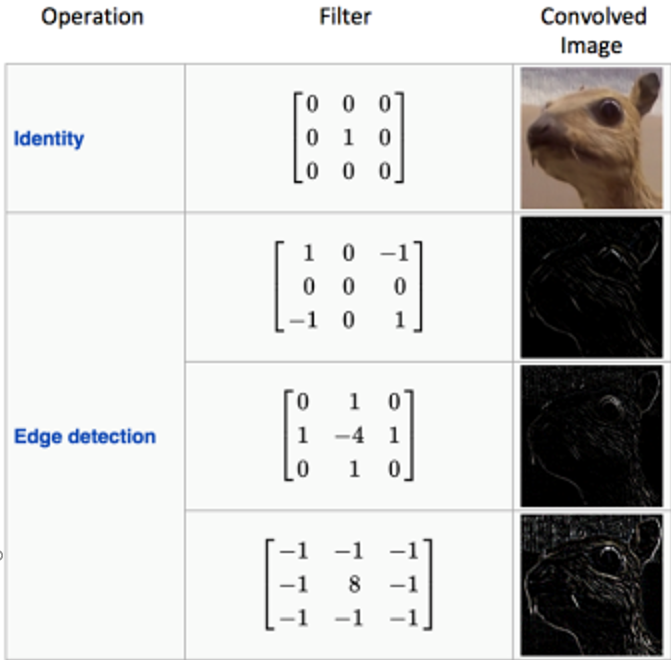 Operation Filter Convolved
Image
Identity
0 0 0
0 1 0
0 0 0
Edge detection
1 0 −1
0 0 0
−1 0 1
0 1 0
1 −4 1
0 1 0
−1 −1 −1
−1 8 −1
−1 −1 −1